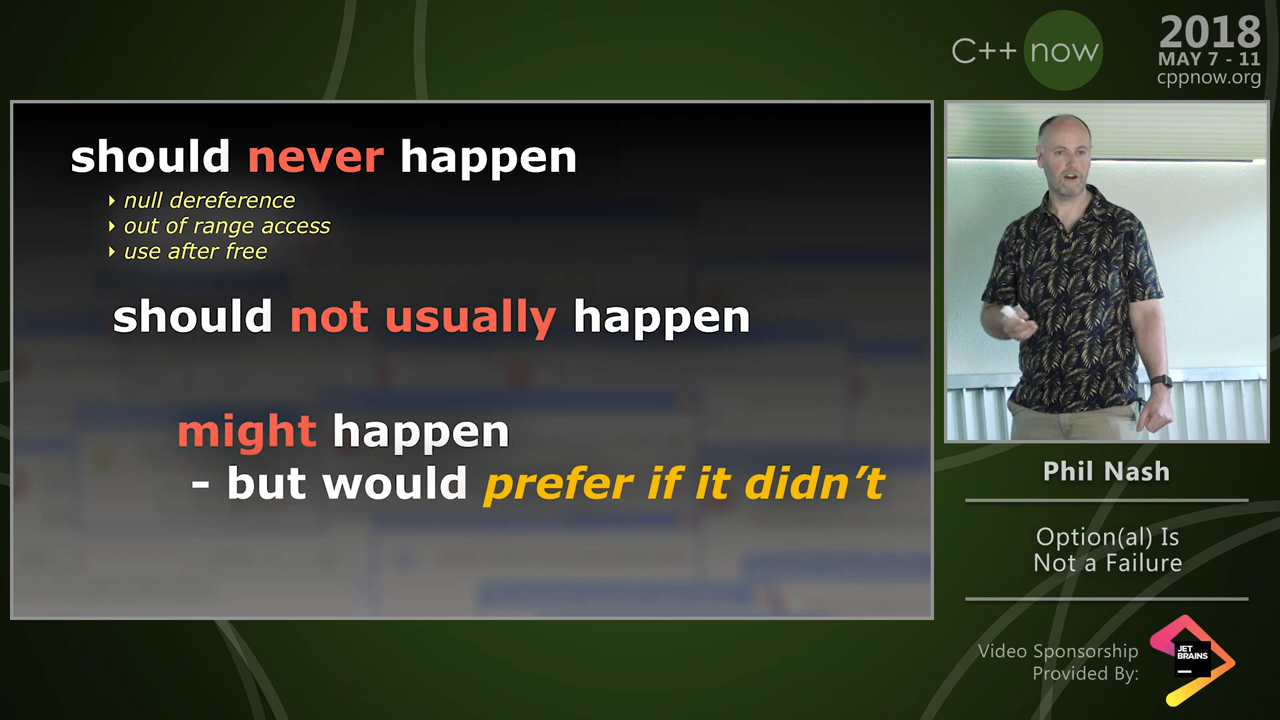 C++ now
2018
MAY 7 - 11
cppnow.org
should never happen
null dereference
out of range access
use after free
should not usually happen
might happen
- but would prefer if it didn’t
Phil Nash
Option(al) Is
Not a Failure
Video Sponsorship
Provided By:
JET
BRAINS